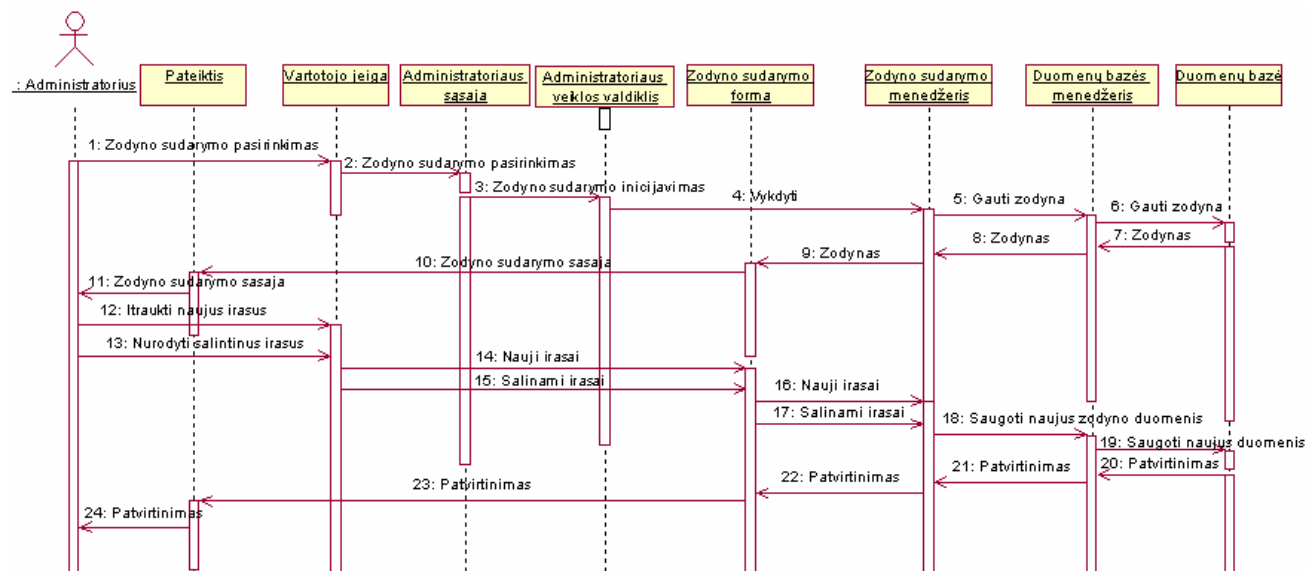 : Administratorius
Pateiktis
Vartotojo įeiga
Administratoriaus
sąsaja
Administratoriaus
veiklos valdiklis
Zodyno sudarymo
forma
Zodyno sudarymo
menedžeris
Duomenų bazės
menedžeris
Duomenų bazė
1: Zodyno sudarymo pasirinkimas
2: Zodyno sudarymo pasirinkimas
3: Zodyno sudarymo inicijavimas
4: Vykdyti
5: Gauti zodyna
6: Gauti zodyna
7: Zodynas
8: Zodynas
9: Zodynas
10: Zodyno sudarymo sasaja
11: Zodyno sudarymo sasaja
12: Itraukti naujus irasus
13: Nurodyti salintinus irasus
14: Nauji irasai
15: Salinami irasai
16: Nauji irasai
17: Salinami irasai
18: Saugoti naujus zodyno duomenis
19: Saugoti naujus duomenis
20: Patvirtinimas
21: Patvirtinimas
22: Patvirtinimas
23: Patvirtinimas
24: Patvirtinimas